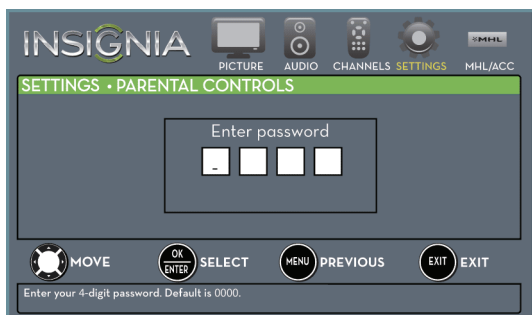 INSIGNIA
PICTURE AUDIO CHANNELS SETTINGS MHL/ACC
MHL
SETTINGS • PARENTAL CONTROLS
Enter password
_
MOVE OK ENTER SELECT MENU PREVIOUS EXIT EXIT
Enter your 4-digit password. Default is 0000.